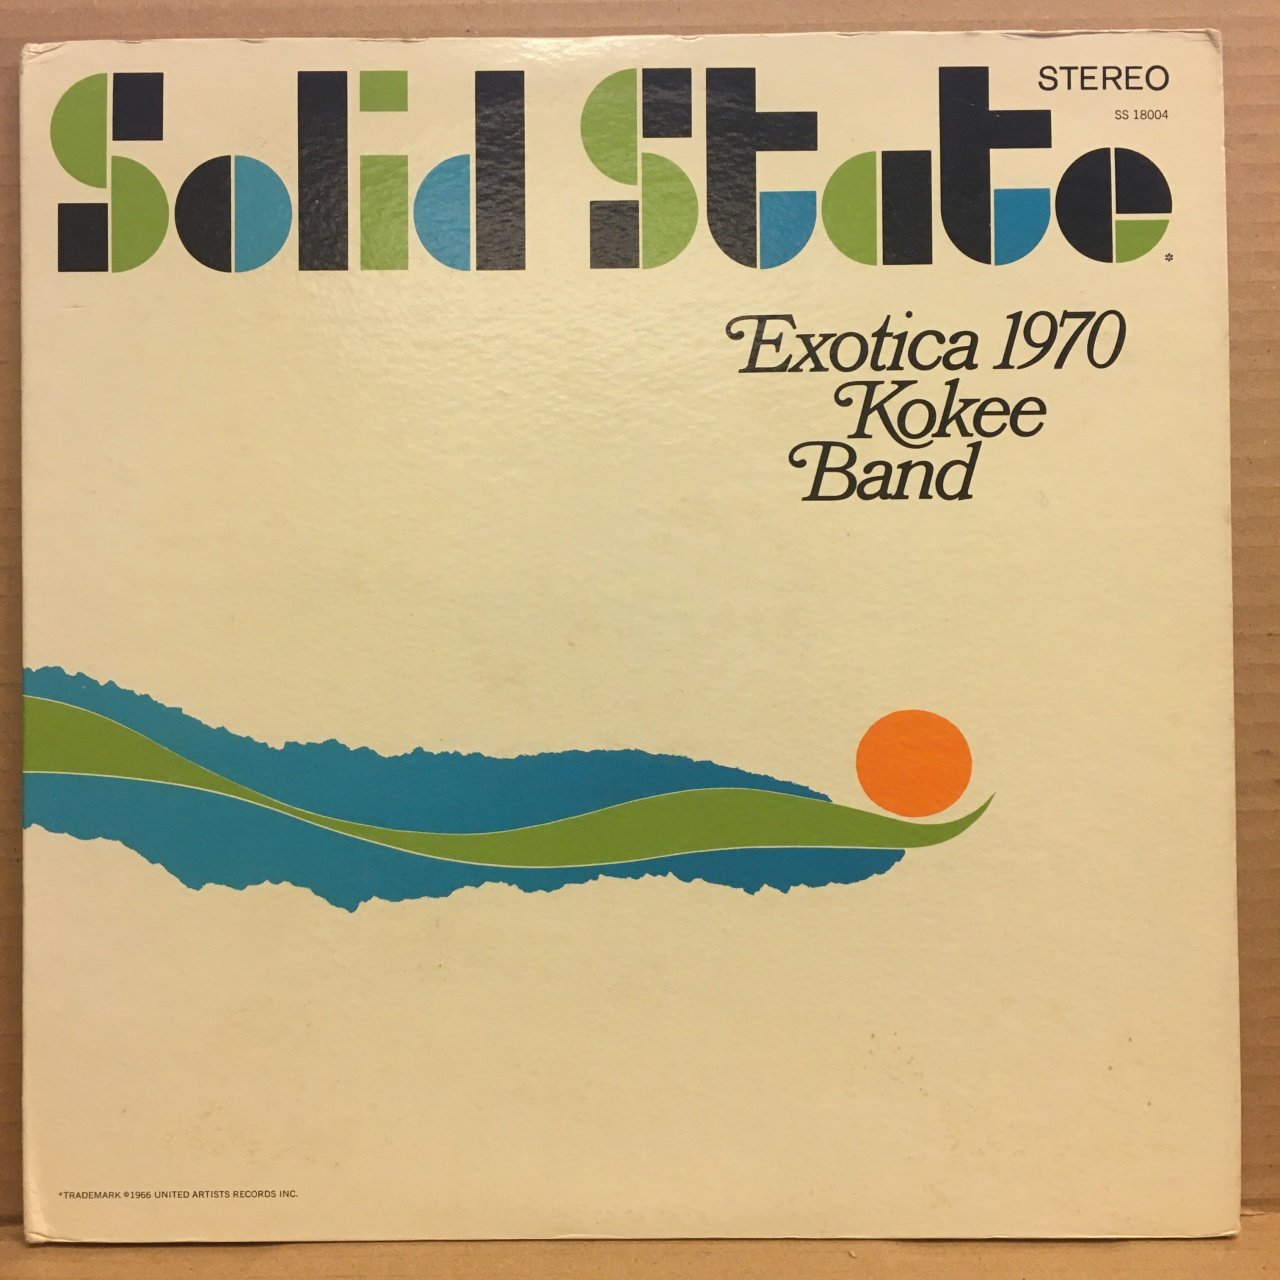 Solid State*
STEREO
SS 18004
Exotica 1970
Kokee
Band
*TRADEMARK ©1966 UNITED ARTISTS RECORDS INC.